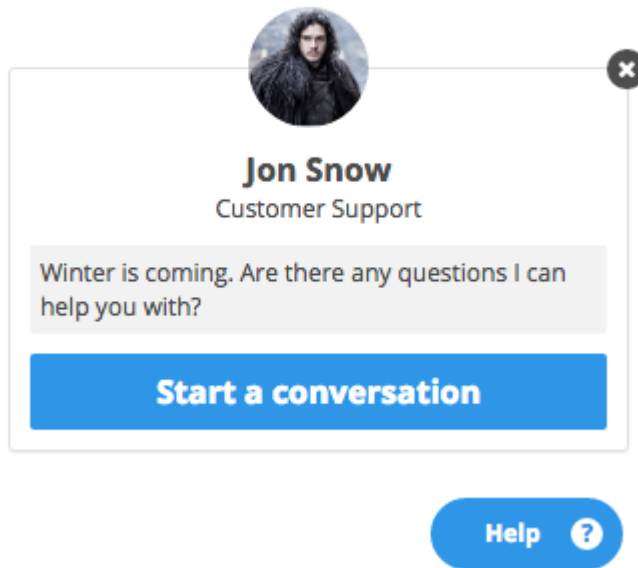 Jon Snow
Customer Support
Winter is coming. Are there any questions I can
help you with?
Start a conversation
Help ?